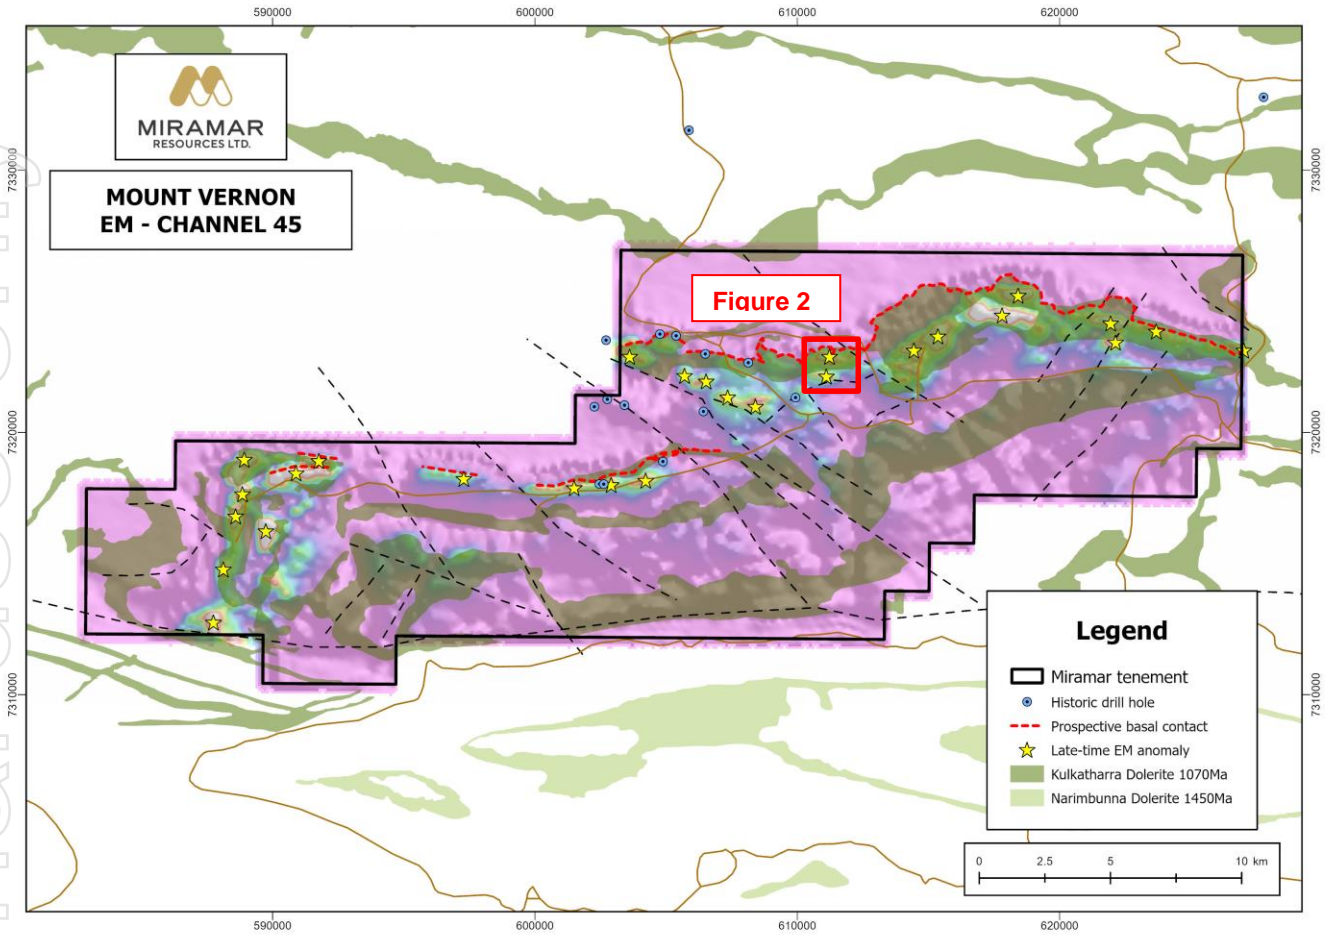 590000
600000
610000
620000
MIRAMAR
RESOURCES LTD.
MOUNT VERNON
EM - CHANNEL 45
7330000
7330000
Figure 2
7320000
7320000
7310000
7310000
Legend
Miramar tenement
Historic drill hole
Prospective basal contact
Late-time EM anomaly
Kulkatharra Dolerite 1070Ma
Narimbunna Dolerite 1450Ma
0 2.5 5 10 km
590000
600000
610000
620000